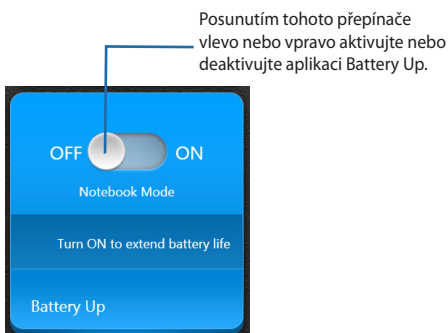 Posunutím tohoto přepínače
vlevo nebo vpravo aktivujte nebo
deaktivujte aplikaci Battery Up.
OFF ON
Notebook Mode
Turn ON to extend battery life
Battery Up